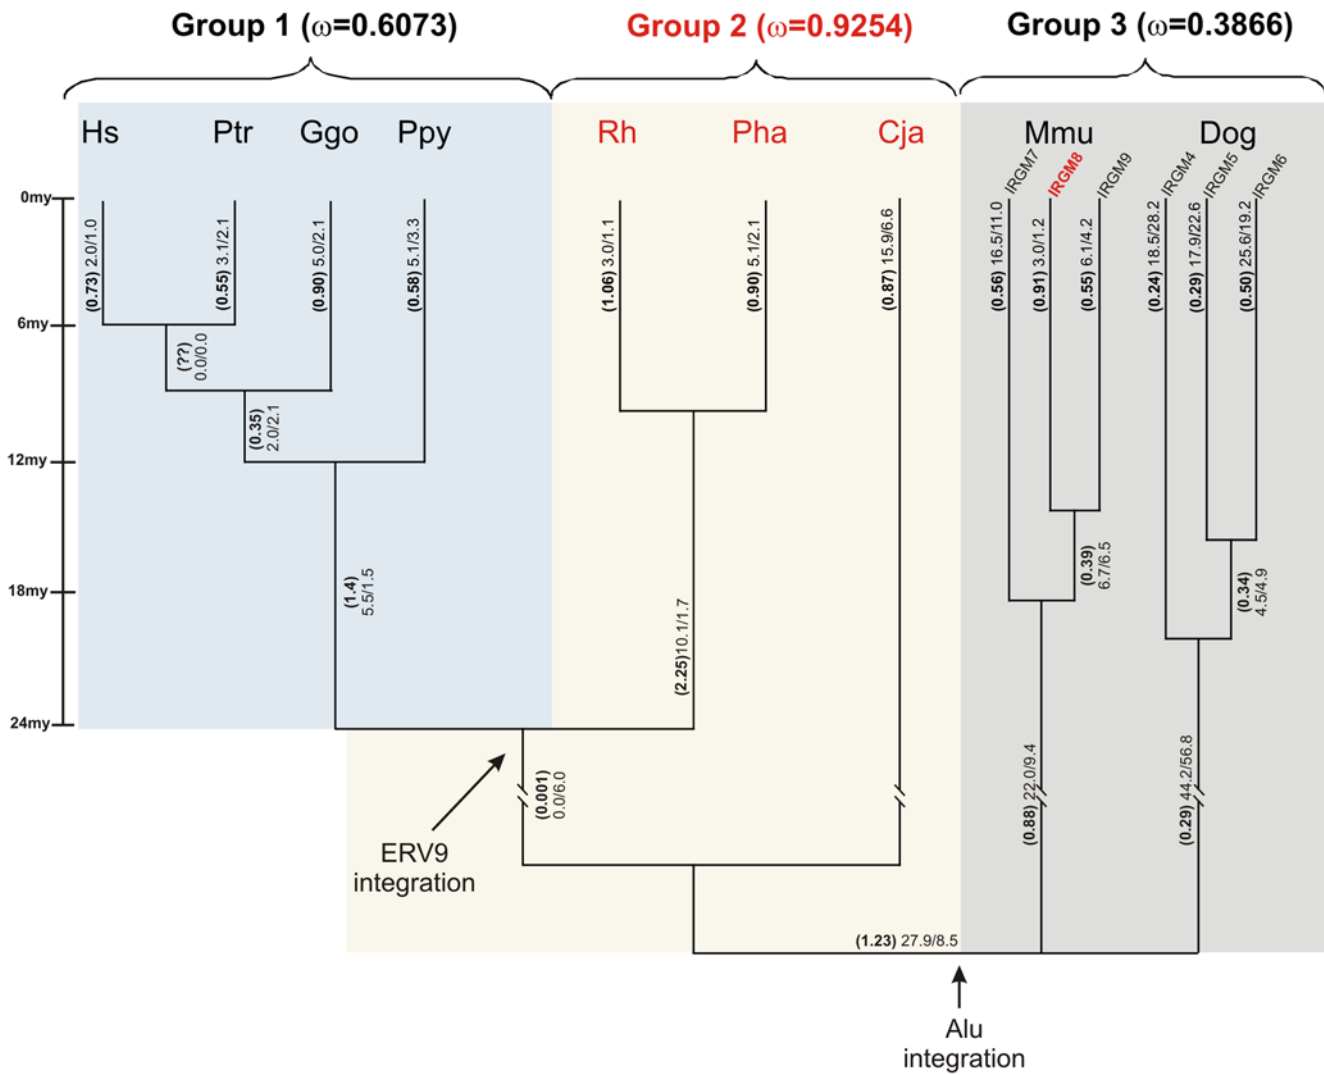 Group 1 (ω=0.6073)
Group 2 (ω=0.9254)
Group 3 (ω=0.3866)
Hs
Ptr
Ggo
Ppy
Rh
Pha
Cja
Mmu
Dog
IRGM7
IRGM8
IRGM9
IRGM4
IRGM5
IRGM6
0my
6my
12my
18my
24my
(0.73) 2.0/1.0
(0.55) 3.1/2.1
(0.90) 5.0/2.1
(0.58) 5.1/3.3
(1.06) 3.0/1.1
(0.90) 5.1/2.1
(0.87) 15.9/6.6
(0.56) 16.5/11.0
(0.91) 3.0/1.2
(0.55) 6.1/4.2
(0.24) 18.5/28.2
(0.29) 17.9/22.6
(0.50) 25.6/19.2
(??)
0.0/0.0
(0.35)
2.0/2.1
(1.4)
5.5/1.5
(2.25)10.1/1.7
(0.39)
6.7/6.5
(0.34)
4.5/4.9
(0.001)
0.0/6.0
(0.88) 22.0/9.4
(0.29) 44.2/56.8
ERV9
integration
(1.23) 27.9/8.5
Alu
integration